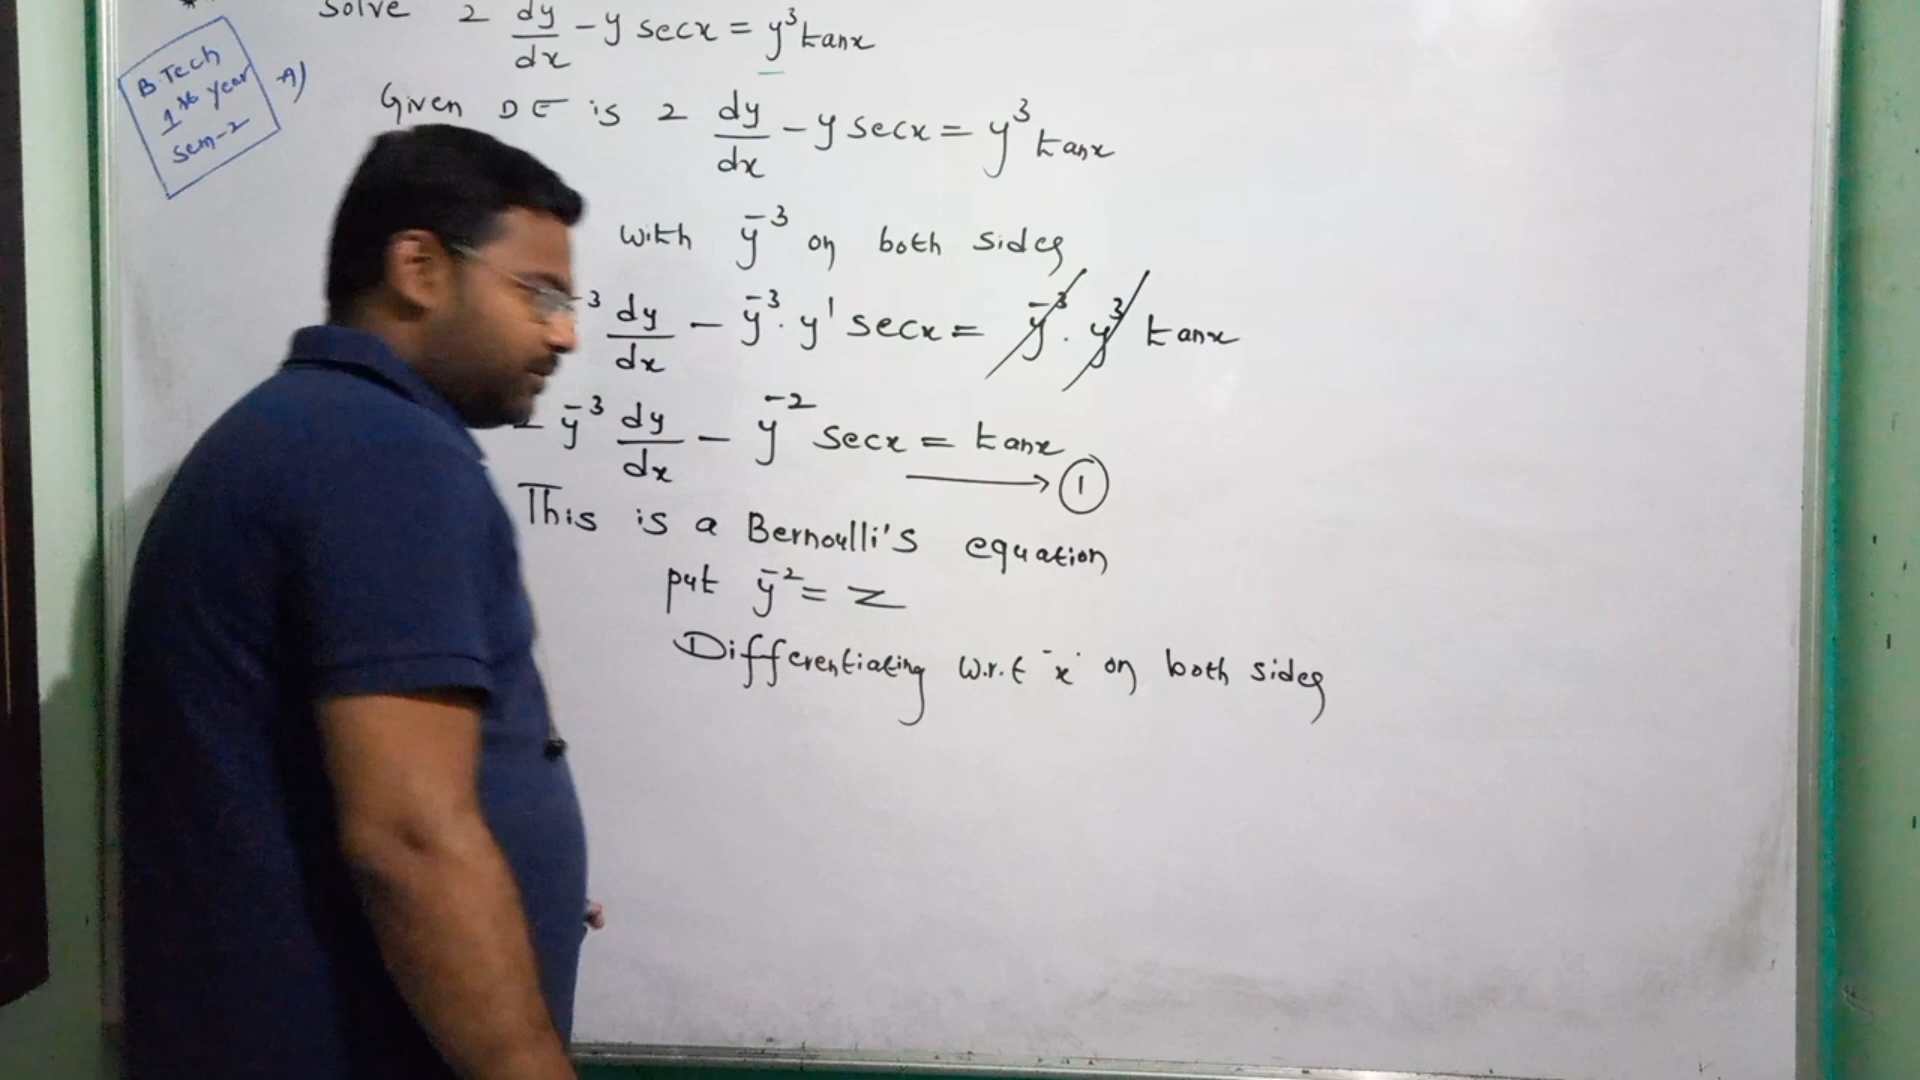 Solve 2 dy/dx - y secx = y³ tanx
B.Tech
1st year
sem-2
A)
Given DE is 2 dy/dx - y secx = y³ tanx
with y⁻³ on both sides
⁻³ dy/dx - y⁻³ · y¹ secx = y⁻³ · y³ tanx
y⁻³ dy/dx - y⁻² secx = tanx → ①
This is a Bernoulli's equation
put y⁻² = z
Differentiating w.r.t 'x' on both sides